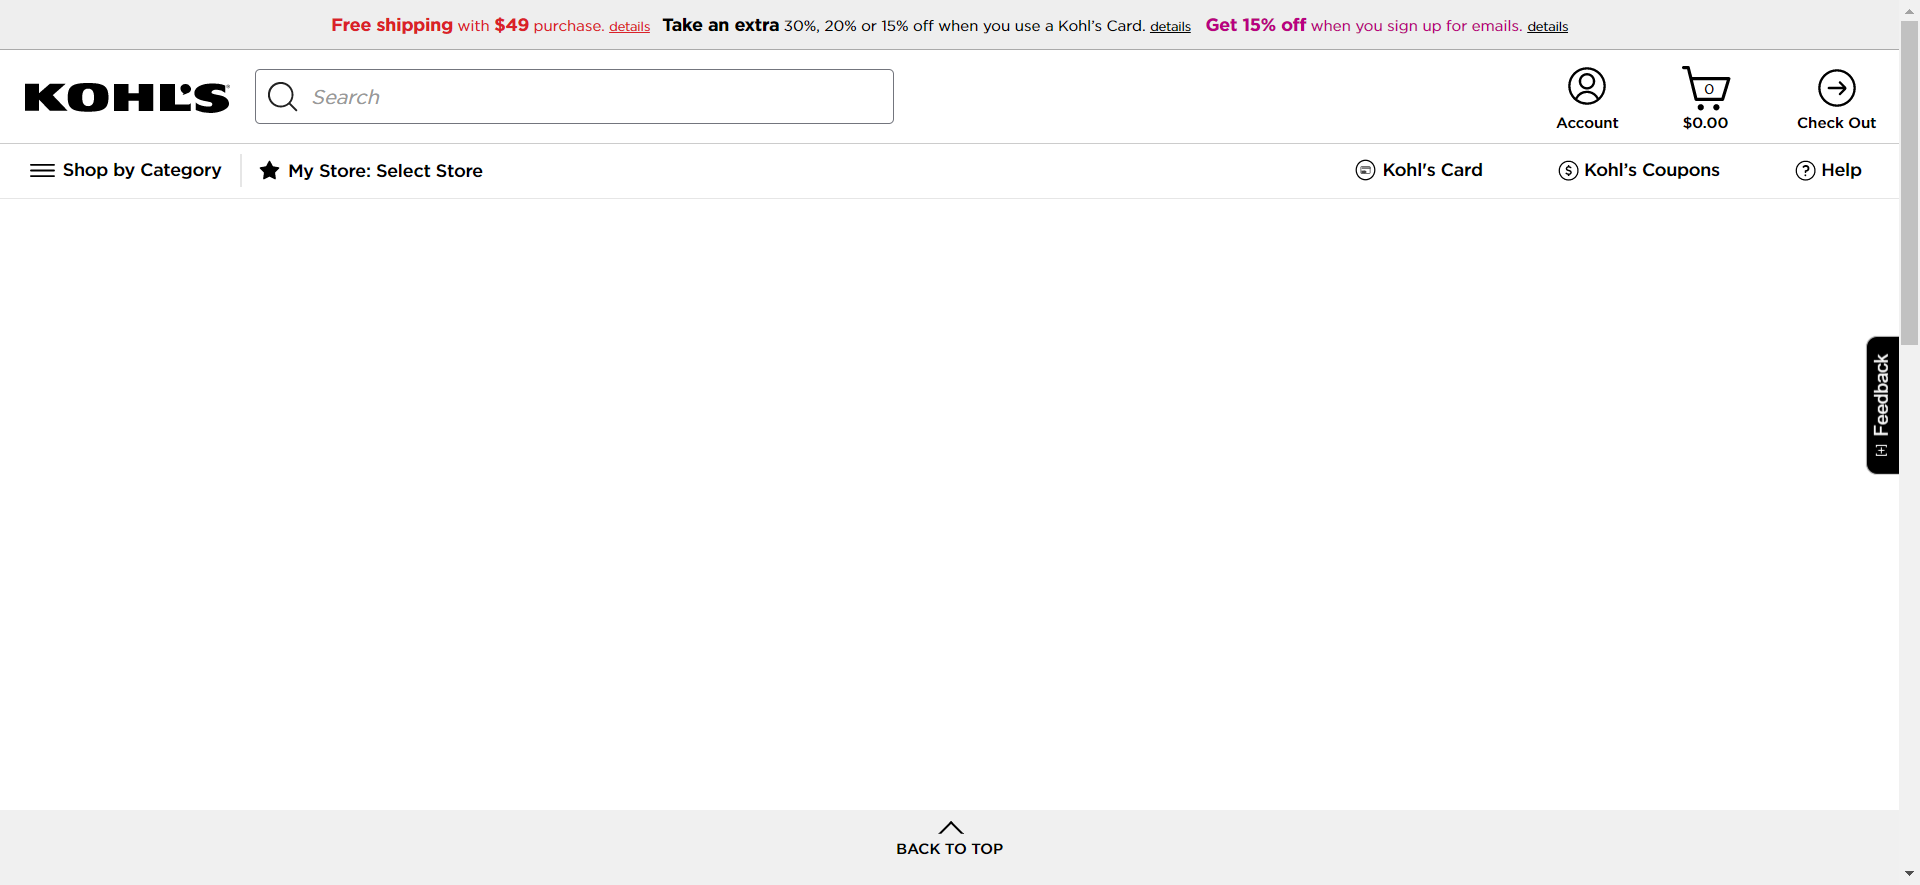 Free shipping with $49 purchase. details Take an extra 30%, 20% or 15% off when you use a Kohl’s Card. details Get 15% off when you sign up for emails. details
KOHL'S
Search
0
Account $0.00 Check Out
Shop by Category My Store: Select Store Kohl's Card Kohl’s Coupons Help
[+] Feedback
BACK TO TOP